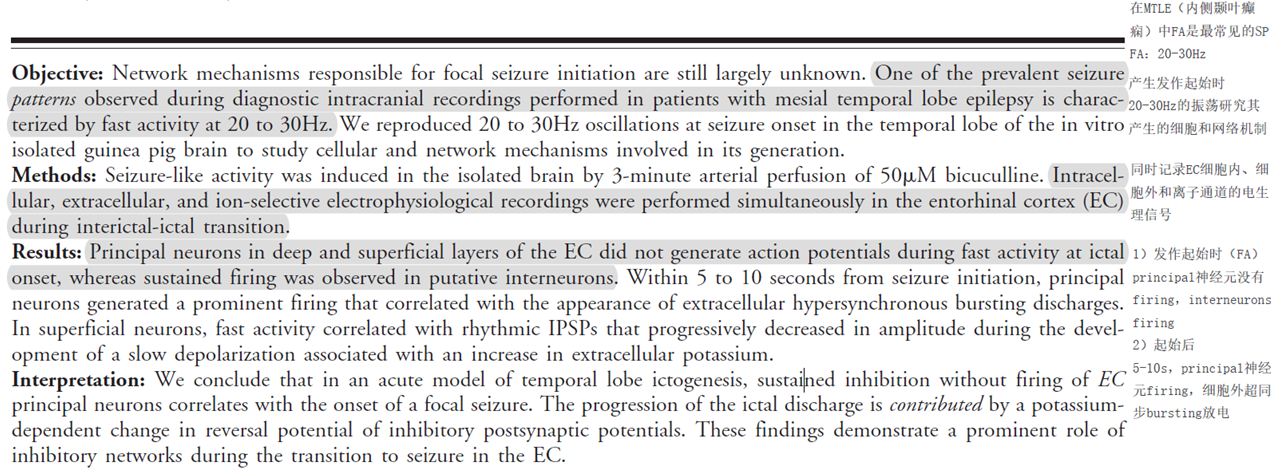 Objective: Network mechanisms responsible for focal seizure initiation are still largely unknown. One of the prevalent seizure
patterns observed during diagnostic intracranial recordings performed in patients with mesial temporal lobe epilepsy is charac-
terized by fast activity at 20 to 30Hz. We reproduced 20 to 30Hz oscillations at seizure onset in the temporal lobe of the in vitro
isolated guinea pig brain to study cellular and network mechanisms involved in its generation.
Methods: Seizure-like activity was induced in the isolated brain by 3-minute arterial perfusion of 50μM bicuculline. Intracel-
lular, extracellular, and ion-selective electrophysiological recordings were performed simultaneously in the entorhinal cortex (EC)
during interictal-ictal transition.
Results: Principal neurons in deep and superficial layers of the EC did not generate action potentials during fast activity at ictal
onset, whereas sustained firing was observed in putative interneurons. Within 5 to 10 seconds from seizure initiation, principal
neurons generated a prominent firing that correlated with the appearance of extracellular hypersynchronous bursting discharges.
In superficial neurons, fast activity correlated with rhythmic IPSPs that progressively decreased in amplitude during the devel-
opment of a slow depolarization associated with an increase in extracellular potassium.
Interpretation: We conclude that in an acute model of temporal lobe ictogenesis, sustained inhibition without firing of EC
principal neurons correlates with the onset of a focal seizure. The progression of the ictal discharge is contributed by a potassium-
dependent change in reversal potential of inhibitory postsynaptic potentials. These findings demonstrate a prominent role of
inhibitory networks during the transition to seizure in the EC.
在MTLE（内侧颞叶癫
痫）中FA是最常见的SP
FA: 20-30Hz
产生发作起始时
20-30Hz的振荡研究其
产生的细胞和网络机制
同时记录EC细胞内、细
胞外和离子通道的电生
理信号
1）发作起始时（FA）
principal神经元没有
firing，interneurons
firing
2）起始后
5-10s，principal神经
元firing，细胞外超同
步bursting放电